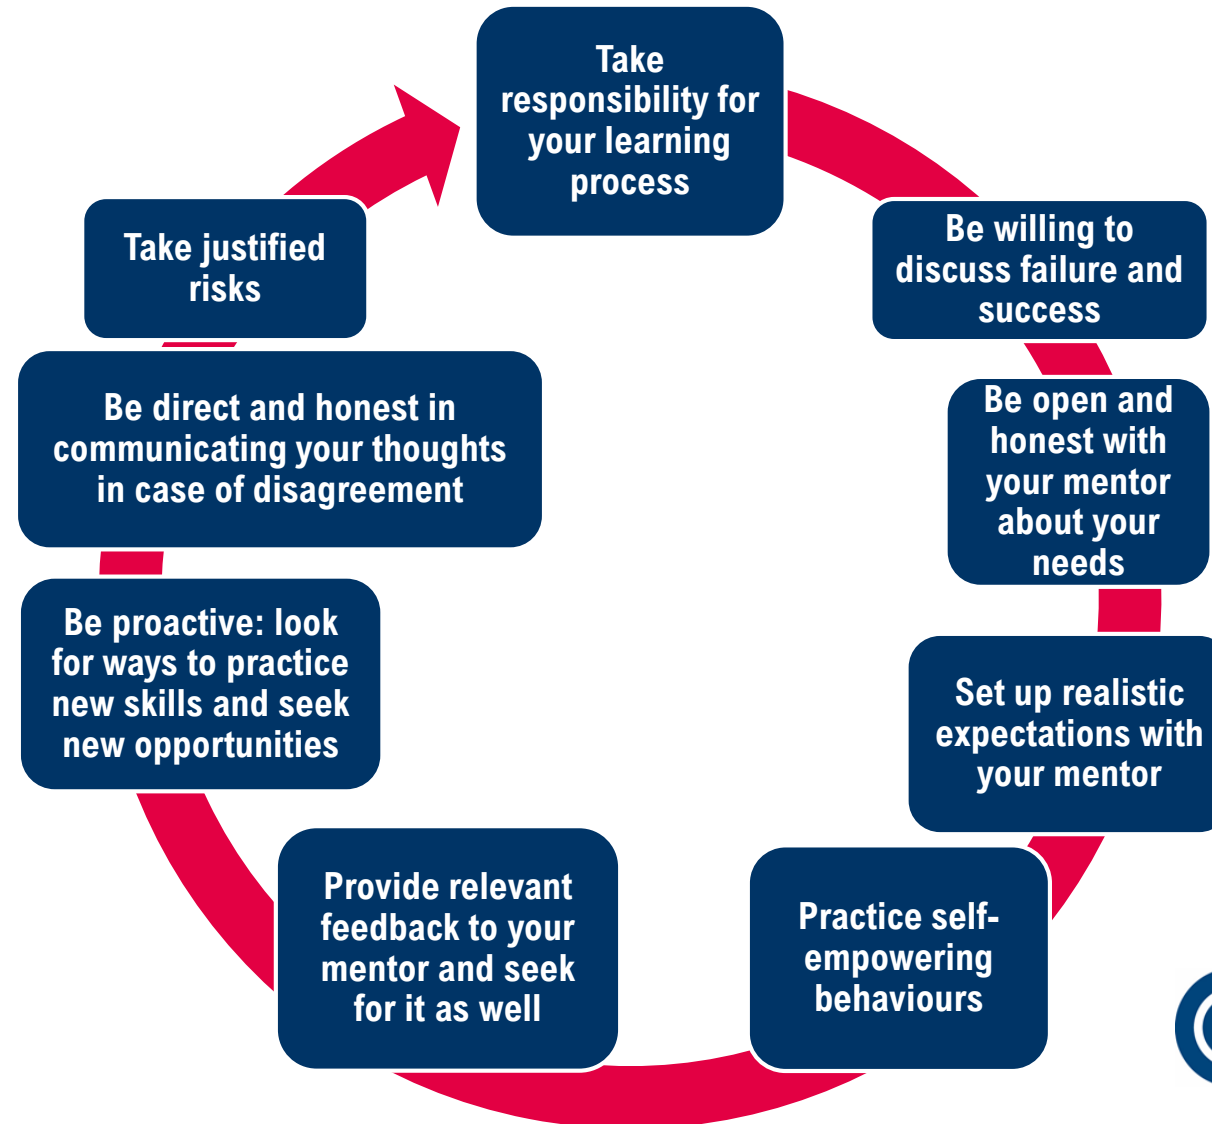 Take
responsibility for
your learning
process
Be willing to
discuss failure and
success
Be open and
honest with
your mentor
about your
needs
Set up realistic
expectations with
your mentor
Practice self-
empowering
behaviours
Provide relevant
feedback to your
mentor and seek
for it as well
Be proactive: look
for ways to practice
new skills and seek
new opportunities
Be direct and honest in
communicating your thoughts
in case of disagreement
Take justified
risks